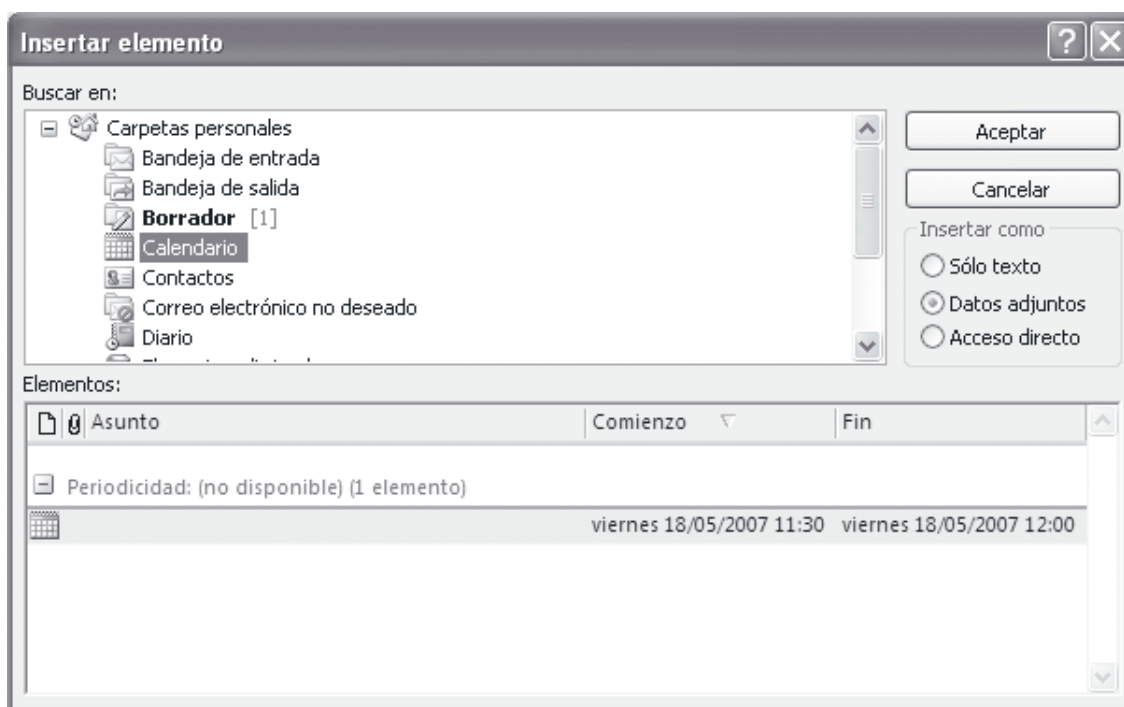 Insertar elemento
Buscar en:
Carpetas personales
Bandeja de entrada
Bandeja de salida
Borrador [1]
Calendario
Contactos
Correo electrónico no deseado
Diario
Aceptar
Cancelar
Insertar como
Sólo texto
Datos adjuntos
Acceso directo
Elementos:
Asunto Comienzo Fin
Periodicidad: (no disponible) (1 elemento)
viernes 18/05/2007 11:30 viernes 18/05/2007 12:00